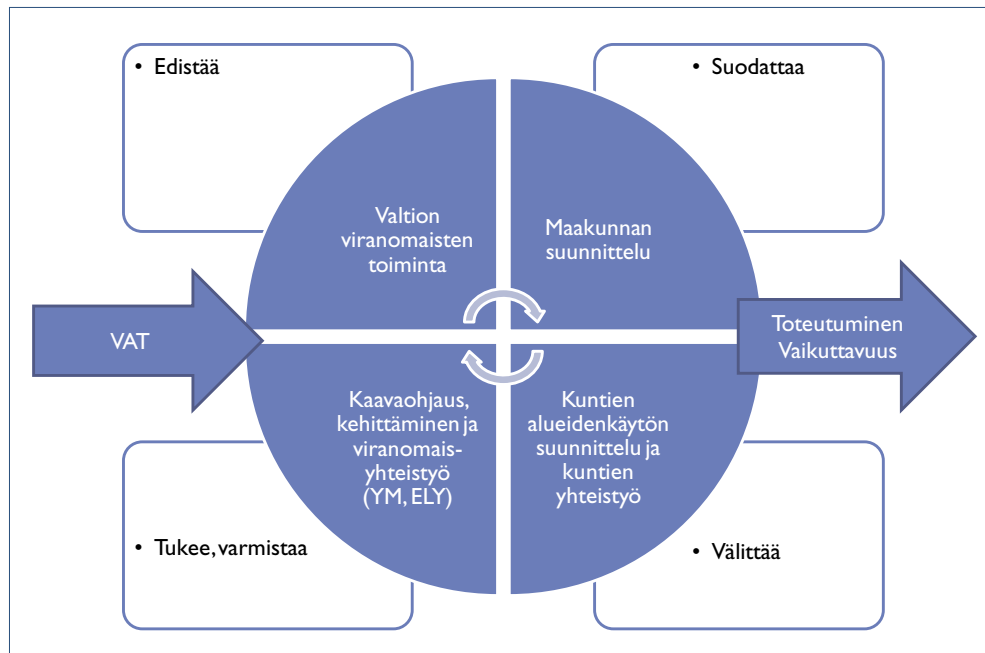 • Edistää
• Suodattaa
Valtion
viranomaisten
toiminta
Maakunnan
suunnittelu
VAT
Toteutuminen
Vaikuttavuus
Kaavaohjaus,
kehittäminen ja
viranomais-
yhteistyö
(YM, ELY)
Kuntien
alueidenkäytön
suunnittelu ja
kuntien
yhteistyö
• Tukee, varmistaa
• Välittää